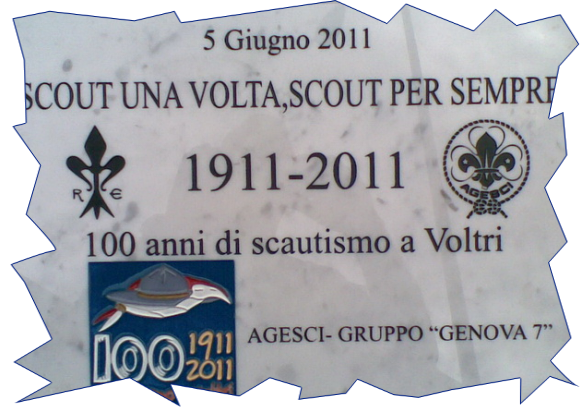 5 Giugno 2011
SCOUT UNA VOLTA,SCOUT PER SEMPRE
1911-2011
R E
AGESCI
100 anni di scautismo a Voltri
100 1911
2011
AGESCI- GRUPPO “GENOVA 7”